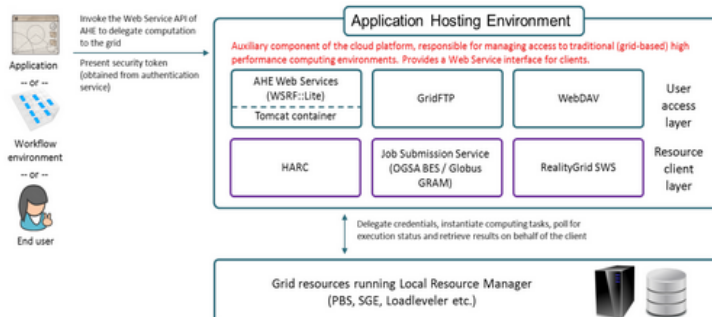 Application Hosting Environment
Invoke the Web Service API of
AHE to delegate computation
to the grid
Present security token
(obtained from authentication
service)
Application
-- or --
Workflow
environment
-- or --
End user
Auxiliary component of the cloud platform, responsible for managing access to traditional (grid-based) high
performance computing environments. Provides a Web Service interface for clients.
AHE Web Services
(WSRF::Lite)
Tomcat container
GridFTP
WebDAV
User
access
layer
HARC
Job Submission Service
(OGSA BES / Globus
GRAM)
RealityGrid SWS
Resource
client
layer
Delegate credentials, instantiate computing tasks, poll for
execution status and retrieve results on behalf of the client
Grid resources running Local Resource Manager
(PBS, SGE, Loadleveler etc.)